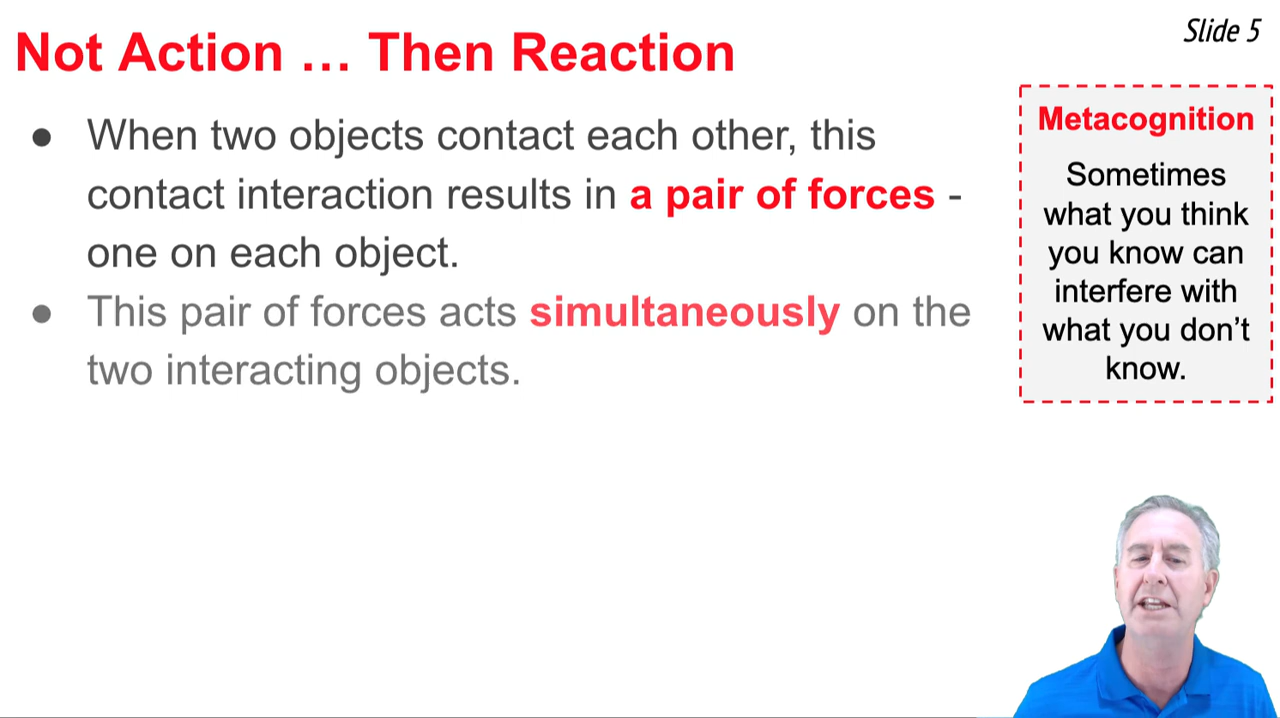 Slide 5
Not Action … Then Reaction
● When two objects contact each other, this
contact interaction results in a pair of forces -
one on each object.
● This pair of forces acts simultaneously on the
two interacting objects.
Metacognition
Sometimes
what you think
you know can
interfere with
what you don’t
know.